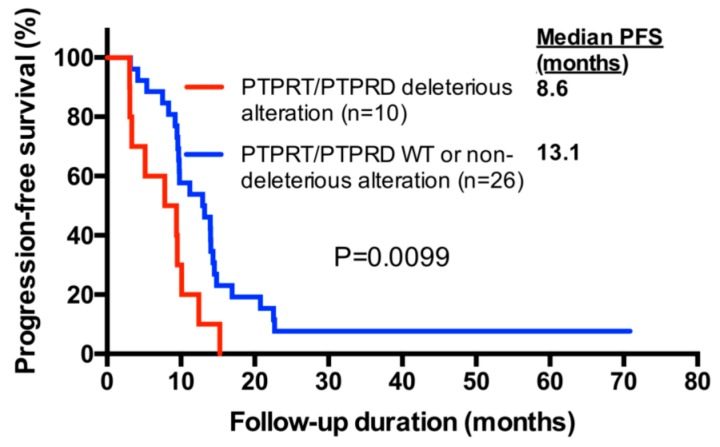 Progression-free survival (%)
100
80
60
40
20
0
0 10 20 30 40 50 60 70 80
Follow-up duration (months)
PTPRT/PTPRD deleterious
alteration (n=10)
PTPRT/PTPRD WT or non-
deleterious alteration (n=26)
Median PFS
(months)
8.6
13.1
P=0.0099